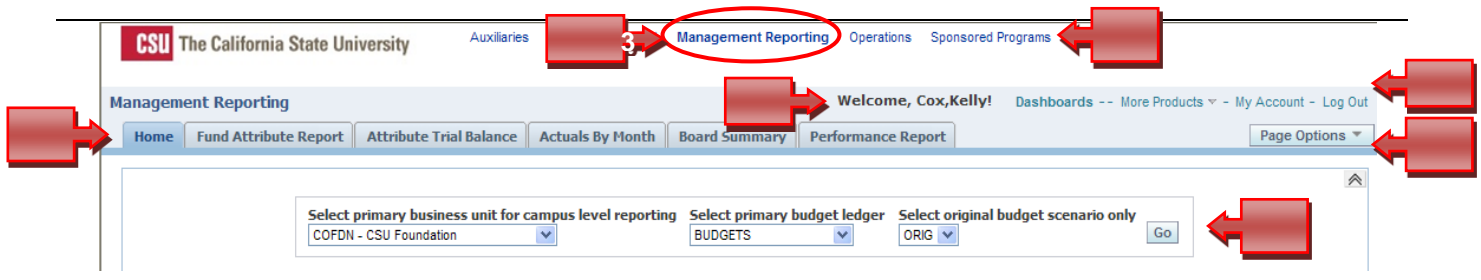 CSU The California State University Auxiliaries 3 Management Reporting Operations Sponsored Programs
Management Reporting Welcome, Cox,Kelly! Dashboards -- More Products - My Account - Log Out
Home Fund Attribute Report Attribute Trial Balance Actuals By Month Board Summary Performance Report Page Options
Select primary business unit for campus level reporting Select primary budget ledger Select original budget scenario only
COFDN - CSU Foundation BUDGETS ORIG Go